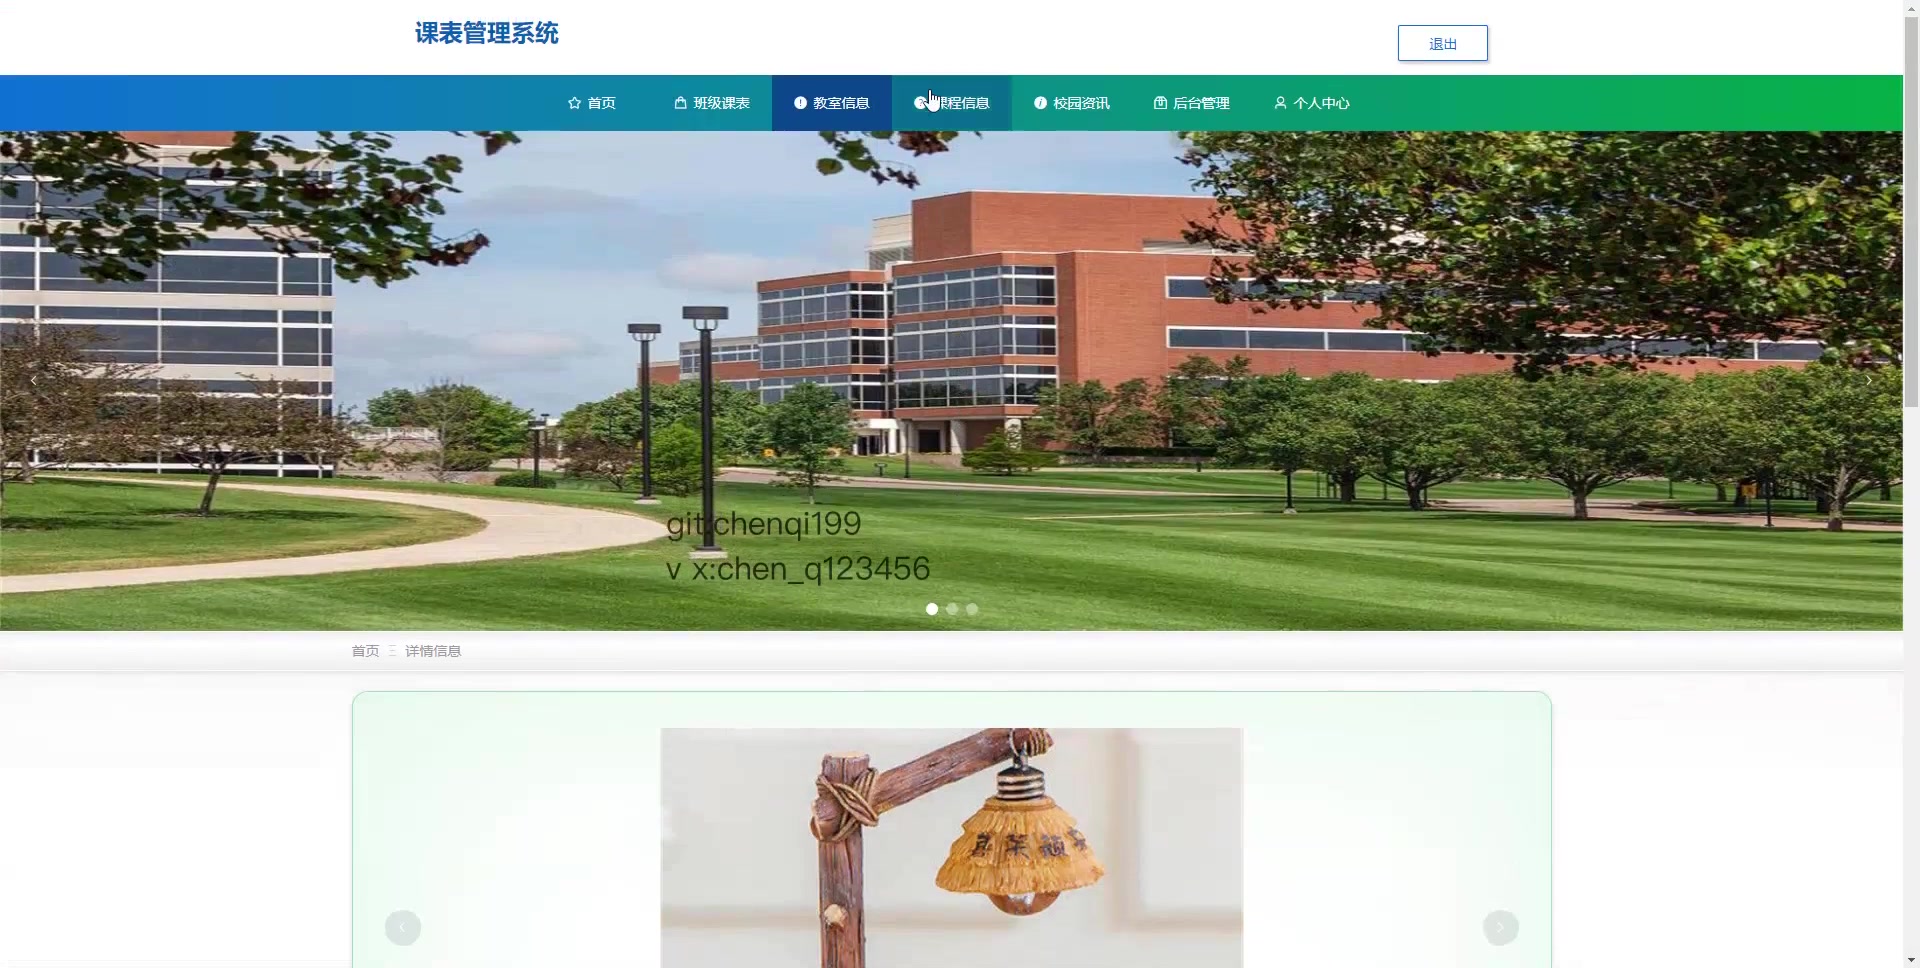 课表管理系统
退出
首页
班级课表
教室信息
课程信息
校园资讯
后台管理
个人中心
git:chenqi199
v x:chen_q123456
首页
详情信息